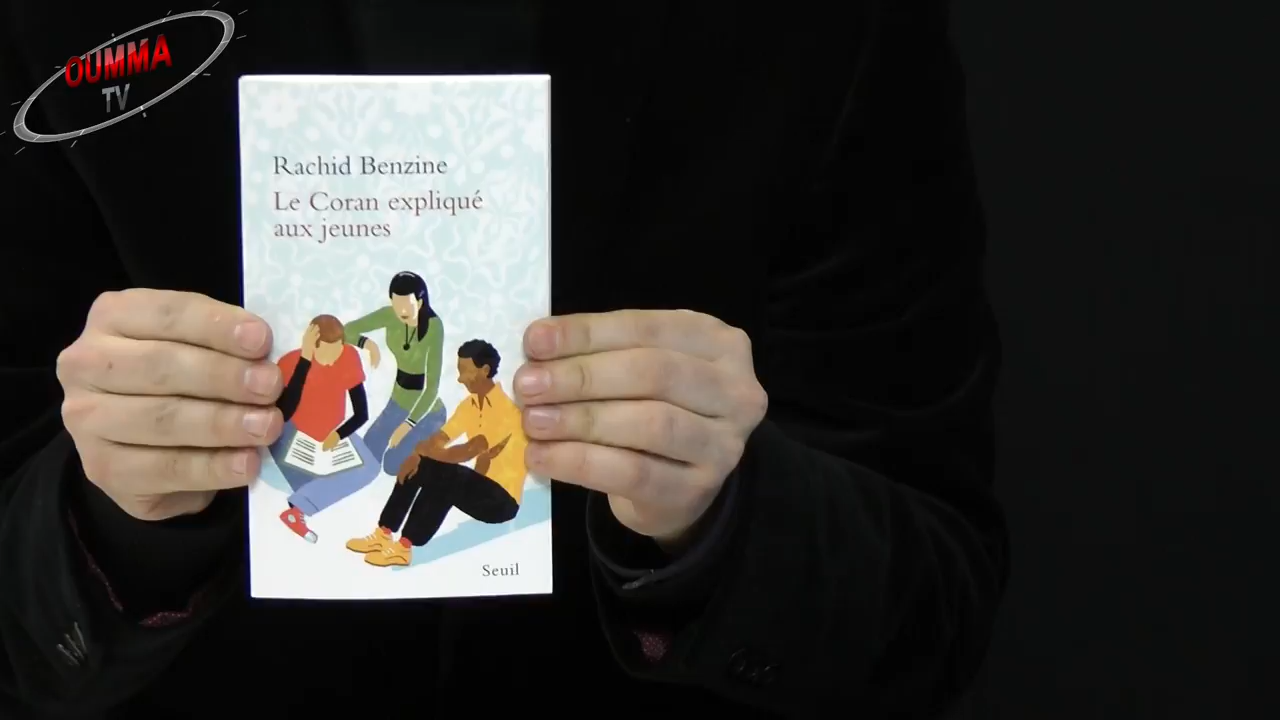 OUMMA
TV
Rachid Benzine
Le Coran expliqué
aux jeunes
Seuil